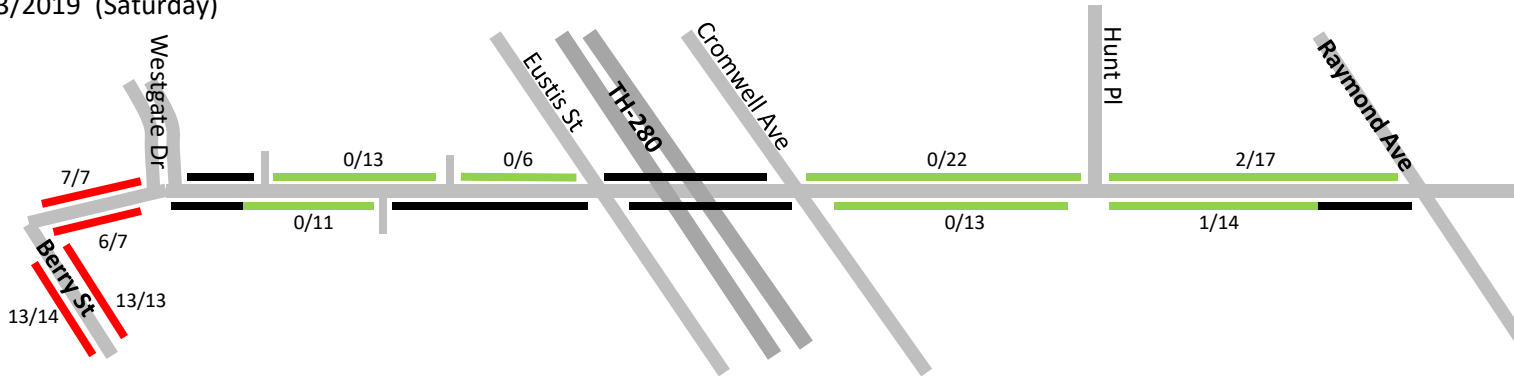 3/2019 (Saturday)
Westgate Dr
Eustis St
TH-280
Cromwell Ave
Hunt Pl
Raymond Ave
7/7
0/13
0/6
0/22
2/17
6/7
0/11
0/13
1/14
Berry St
13/13
13/14